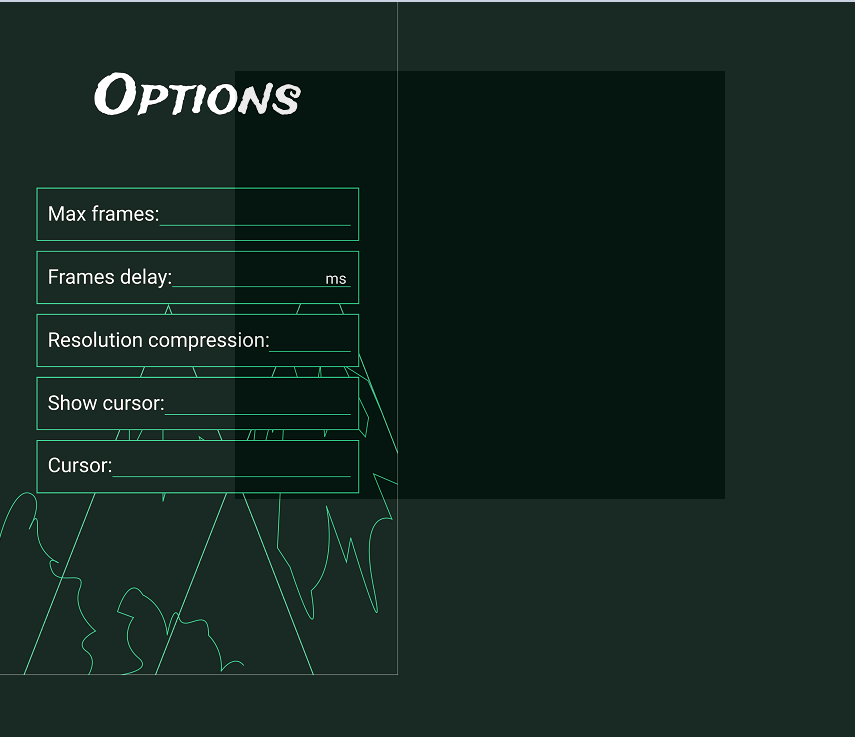 Options
Max frames:
Frames delay: ms
Resolution compression:
Show cursor:
Cursor: